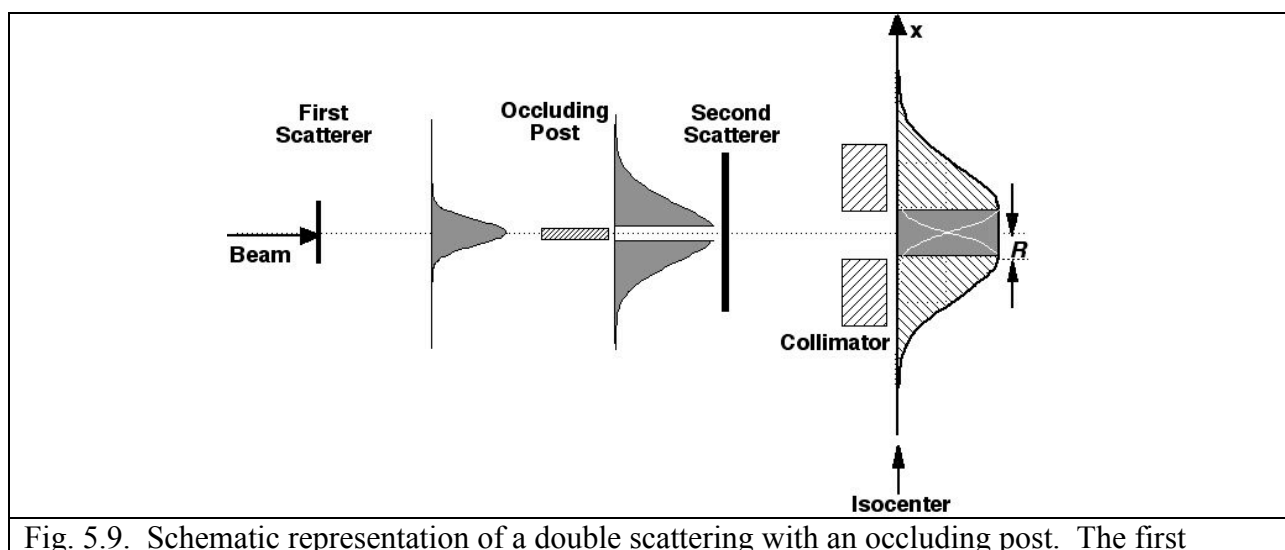 x
First
Scatterer
Occluding
Post
Second
Scatterer
Beam
R
Collimator
Isocenter
Fig. 5.9. Schematic representation of a double scattering with an occluding post. The first